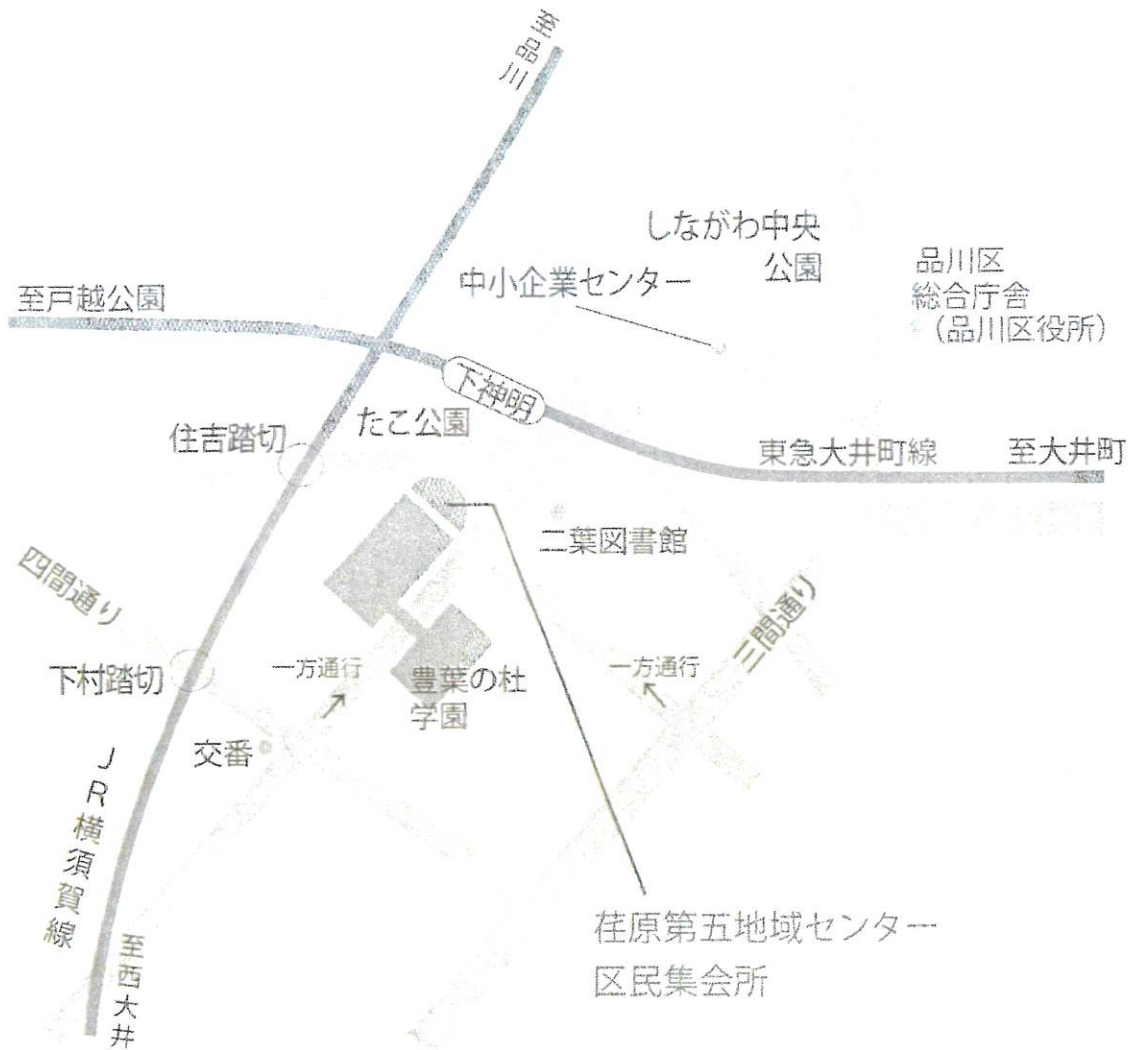 至品川
しながわ中央
公園
中小企業センター
品川区
総合庁舎
（品川区役所）
至戸越公園
下神明
たこ公園
住吉踏切
東急大井町線
至大井町
二葉図書館
四間通り
三間通り
下村踏切
一方通行
豊葉の杜
学園
一方通行
交番
JR横須賀線
至西大井
荏原第五地域センター
区民集会所